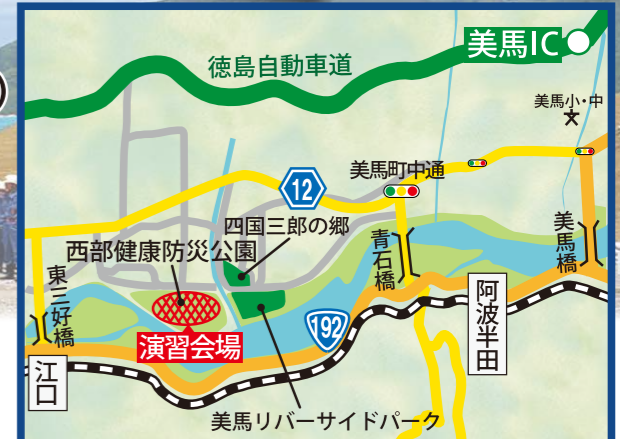 美馬IC
徳島自動車道
美馬小・中
文
12
美馬町中通
四国三郎の郷
西部健康防災公園
青石橋
美馬橋
東三好橋
192
阿波半田
演習会場
江口
美馬リバーサイドパーク